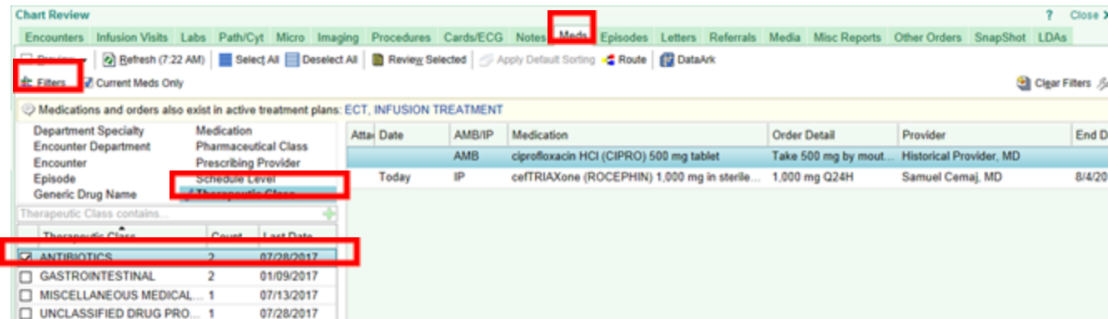 Chart Review ? Close X
Encounters Infusion Visits Labs Path/Cyt Micro Imaging Procedures Cards/ECG Notes Meds Episodes Letters Referrals Media Misc Reports Other Orders SnapShot LDAs
Preview Refresh (7:22 AM) Select All Deselect All Review Selected Apply Default Sorting Route DataArk
Filters Current Meds Only Clear Filters
Medications and orders also exist in active treatment plans: ECT, INFUSION TREATMENT
Department Specialty Medication
Encounter Department Pharmaceutical Class
Encounter Prescribing Provider
Episode Schedule Level
Generic Drug Name Therapeutic Class
Therapeutic Class contains...
Therapeutic Class Count Last Date
ANTIBIOTICS 2 07/28/2017
GASTROINTESTINAL 2 01/09/2017
MISCELLANEOUS MEDICAL... 1 07/13/2017
UNCLASSIFIED DRUG PRO... 1 07/28/2017
Attac Date AMB/IP Medication Order Detail Provider End D
AMB ciprofloxacin HCl (CIPRO) 500 mg tablet Take 500 mg by mout... Historical Provider, MD
Today IP cefTRIAXone (ROCEPHIN) 1,000 mg in sterile... 1,000 mg Q24H Samuel Cemaj, MD 8/4/20